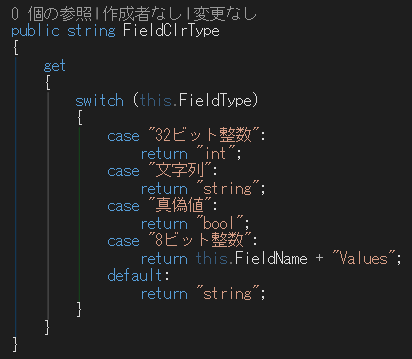 0 個の参照|作成者なし|変更なし
public string FieldClrType
{
    get
    {
        switch (this.FieldType)
        {
            case "32ビット整数":
                return "int";
            case "文字列":
                return "string";
            case "真偽値":
                return "bool";
            case "8ビット整数":
                return this.FieldName + "Values";
            default:
                return "string";
        }
    }
}